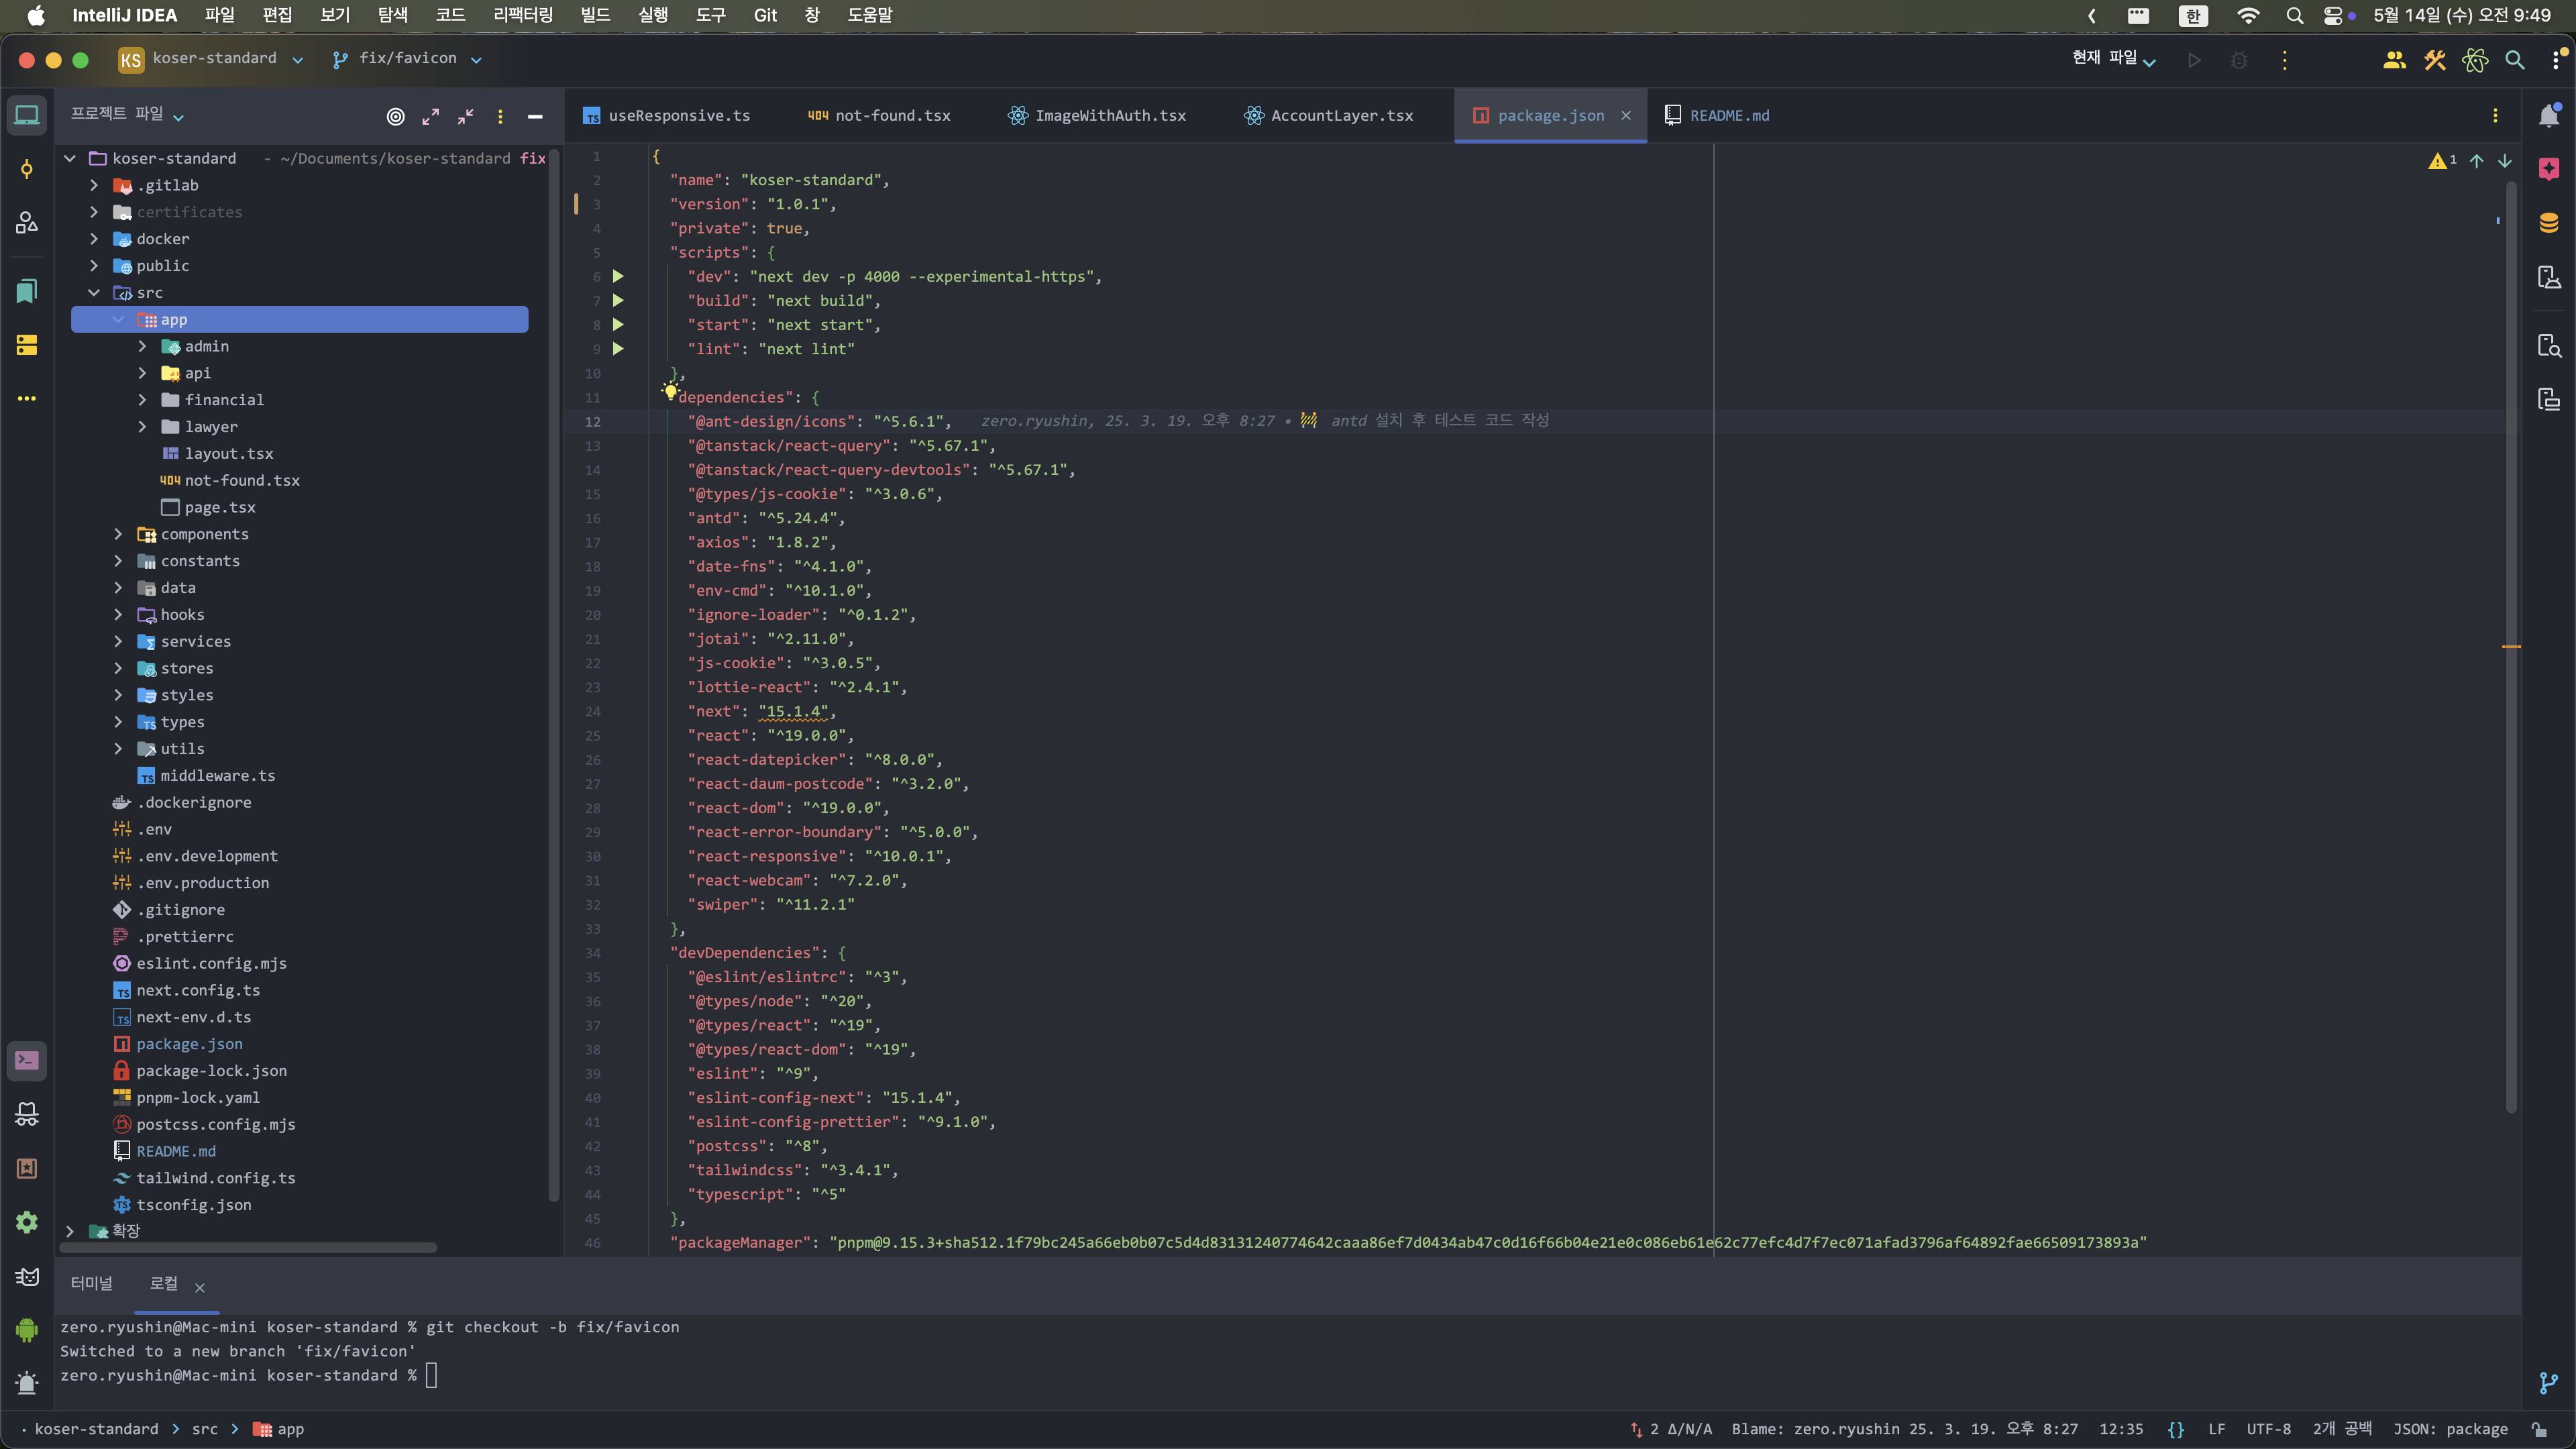 IntelliJ IDEA 파일 편집 보기 탐색 코드 리팩터링 빌드 실행 도구 Git 창 도움말 한 5월 14일 (수) 오전 9:49
KS koser-standard fix/favicon 현재 파일
프로젝트 파일
useResponsive.ts 404 not-found.tsx ImageWithAuth.tsx AccountLayer.tsx package.json README.md
koser-standard - ~/Documents/koser-standard fix
.gitlab
certificates
docker
public
src
app
admin
api
financial
lawyer
layout.tsx
404 not-found.tsx
page.tsx
components
constants
data
hooks
services
stores
styles
types
utils
middleware.ts
.dockerignore
.env
.env.development
.env.production
.gitignore
.prettierrc
eslint.config.mjs
next.config.ts
next-env.d.ts
package.json
package-lock.json
pnpm-lock.yaml
postcss.config.mjs
README.md
tailwind.config.ts
tsconfig.json
확장
1
1 {
2 "name": "koser-standard",
3 "version": "1.0.1",
4 "private": true,
5 "scripts": {
6 "dev": "next dev -p 4000 --experimental-https",
7 "build": "next build",
8 "start": "next start",
9 "lint": "next lint"
10 },
11 dependencies": {
12 "@ant-design/icons": "^5.6.1", zero.ryushin, 25. 3. 19. 오후 8:27 • 🚧 antd 설치 후 테스트 코드 작성
13 "@tanstack/react-query": "^5.67.1",
14 "@tanstack/react-query-devtools": "^5.67.1",
15 "@types/js-cookie": "^3.0.6",
16 "antd": "^5.24.4",
17 "axios": "1.8.2",
18 "date-fns": "^4.1.0",
19 "env-cmd": "^10.1.0",
20 "ignore-loader": "^0.1.2",
21 "jotai": "^2.11.0",
22 "js-cookie": "^3.0.5",
23 "lottie-react": "^2.4.1",
24 "next": "15.1.4",
25 "react": "^19.0.0",
26 "react-datepicker": "^8.0.0",
27 "react-daum-postcode": "^3.2.0",
28 "react-dom": "^19.0.0",
29 "react-error-boundary": "^5.0.0",
30 "react-responsive": "^10.0.1",
31 "react-webcam": "^7.2.0",
32 "swiper": "^11.2.1"
33 },
34 "devDependencies": {
35 "@eslint/eslintrc": "^3",
36 "@types/node": "^20",
37 "@types/react": "^19",
38 "@types/react-dom": "^19",
39 "eslint": "^9",
40 "eslint-config-next": "15.1.4",
41 "eslint-config-prettier": "^9.1.0",
42 "postcss": "^8",
43 "tailwindcss": "^3.4.1",
44 "typescript": "^5"
45 },
46 "packageManager": "pnpm@9.15.3+sha512.1f79bc245a66eb0b07c5d4d83131240774642caaa86ef7d0434ab47c0d16f66b04e21e0c086eb61e62c77efc4d7f7ec071afad3796af64892fae66509173893a"
터미널 로컬
zero.ryushin@Mac-mini koser-standard % git checkout -b fix/favicon
Switched to a new branch 'fix/favicon'
zero.ryushin@Mac-mini koser-standard %
koser-standard > src > app 2 Δ/N/A Blame: zero.ryushin 25. 3. 19. 오후 8:27 12:35 {} LF UTF-8 2개 공백 JSON: package